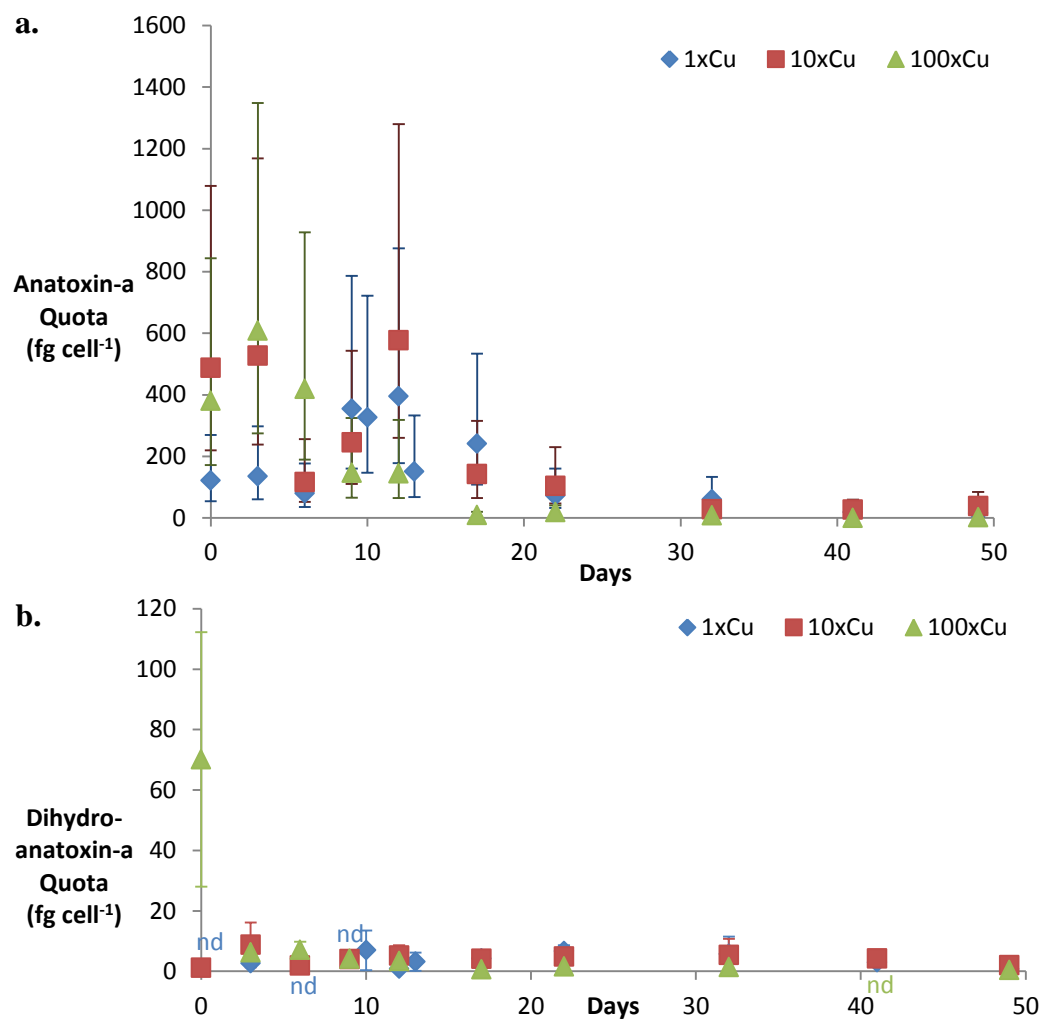 a.
1600
1400
1200
1000
800
600
400
200
0
1xCu 10xCu 100xCu
Anatoxin-a
Quota
(fg cell-1)
0 10 20 30 40 50
Days
b.
120
100
80
60
40
20
0
1xCu 10xCu 100xCu
Dihydro-
anatoxin-a
Quota
(fg cell-1)
nd nd
nd nd
0 10 20 30 40 50
Days